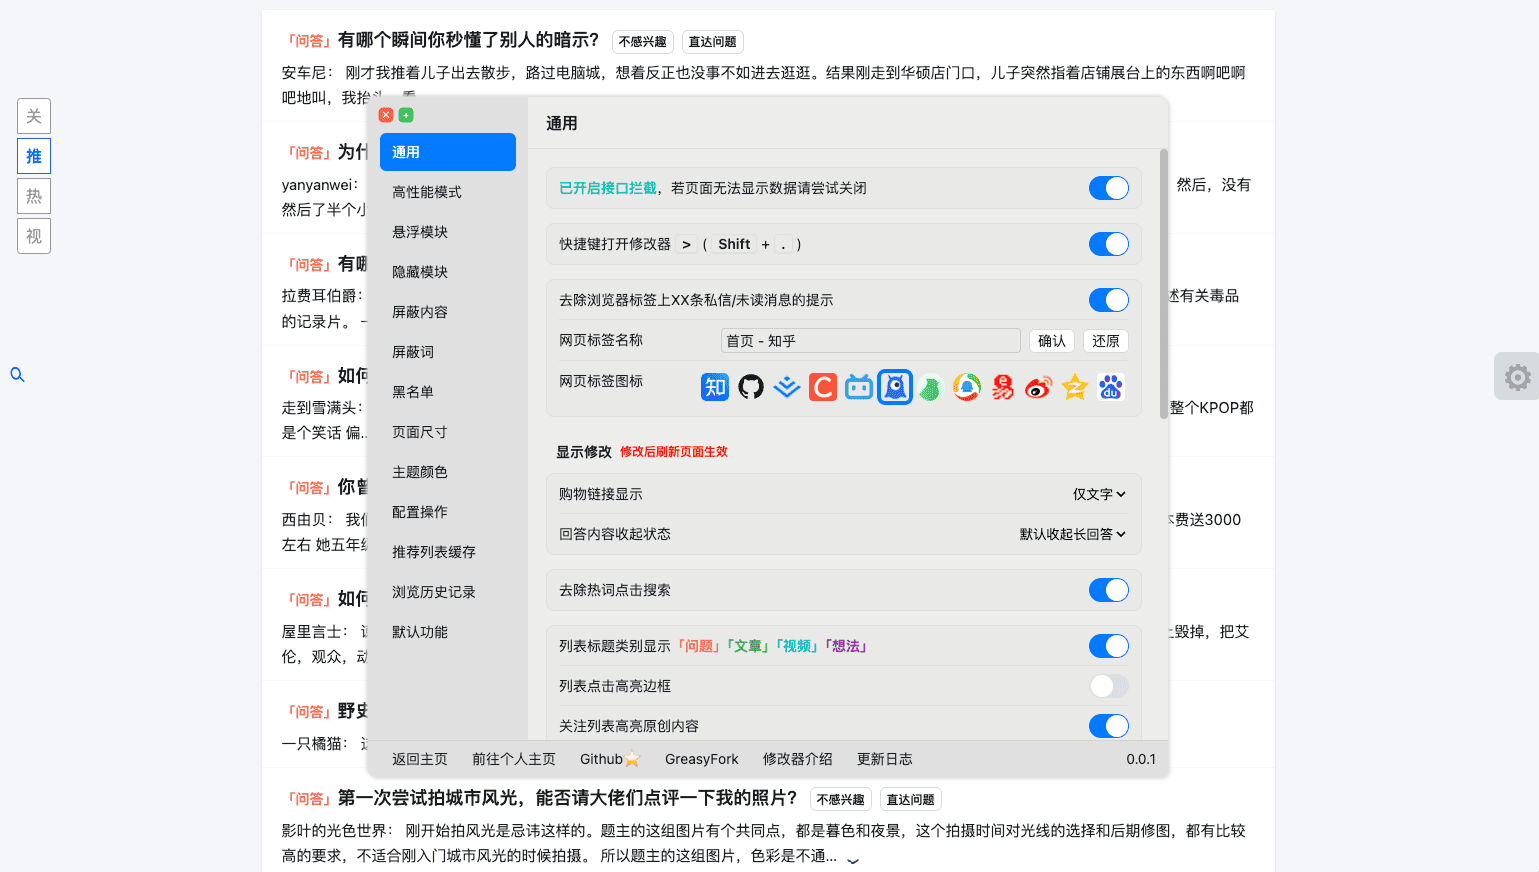 「问答」有哪个瞬间你秒懂了别人的暗示? 不感兴趣 直达问题
安车尼： 刚才我推着儿子出去散步，路过电脑城，想着反正也没事不如进去逛逛。结果刚走到华硕店门口，儿子突然指着店铺展台上的东西啊吧啊
吧地叫，我抬头一看
关
推
热
视
「问答」为什
yanyanwei：
然后，没有
然后了半个小
「问答」有哪
拉费耳伯爵：
述有关毒品
的记录片。
「问答」如何
走到雪满头：
整个KPOP都
是个笑话 偏...
「问答」你曾
西由贝： 我们
本费送3000
左右 她五年级
「问答」如何
屋里言士：
上毁掉，把艾
伦，观众，动
「问答」野史
一只橘猫： 这
通用
高性能模式
悬浮模块
隐藏模块
屏蔽内容
屏蔽词
黑名单
页面尺寸
主题颜色
配置操作
推荐列表缓存
浏览历史记录
默认功能
通用
已开启接口拦截，若页面无法显示数据请尝试关闭
快捷键打开修改器 > ( Shift + . )
去除浏览器标签上XX条私信/未读消息的提示
网页标签名称 首页 - 知乎 确认 还原
网页标签图标 知 C e 易 Z du
显示修改 修改后刷新页面生效
购物链接显示 仅文字
回答内容收起状态 默认收起长回答
去除热词点击搜索
列表标题类别显示「问题」「文章」「视频」「想法」
列表点击高亮边框
关注列表高亮原创内容
返回主页 前往个人主页 Github⭐ GreasyFork 修改器介绍 更新日志 0.0.1
「问答」第一次尝试拍城市风光，能否请大佬们点评一下我的照片? 不感兴趣 直达问题
影叶的光色世界： 刚开始拍风光是忌讳这样的。题主的这组图片有个共同点，都是暮色和夜景，这个拍摄时间对光线的选择和后期修图，都有比较
高的要求，不适合刚入门城市风光的时候拍摄。 所以题主的这组图片，色彩是不通...